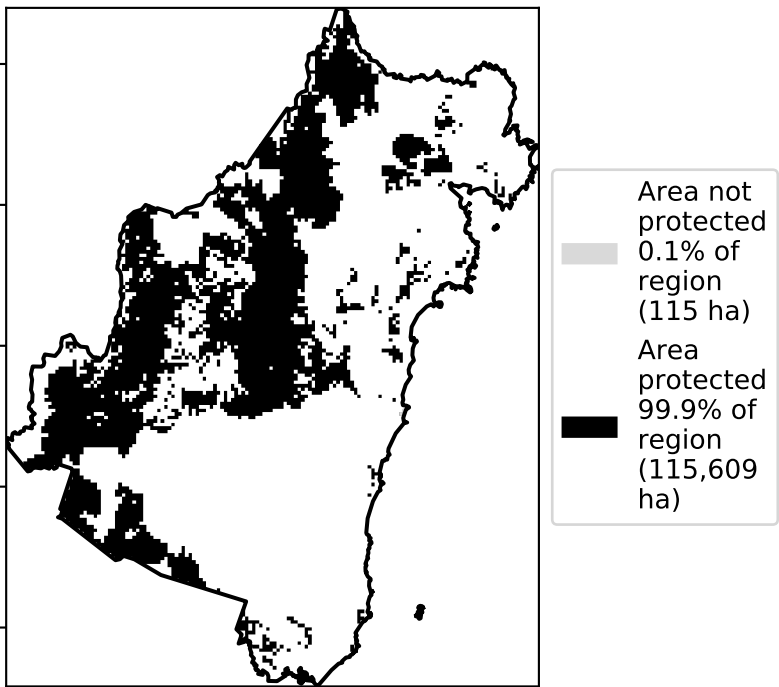 Area not
protected
0.1% of
region
(115 ha)
Area
protected
99.9% of
region
(115,609
ha)